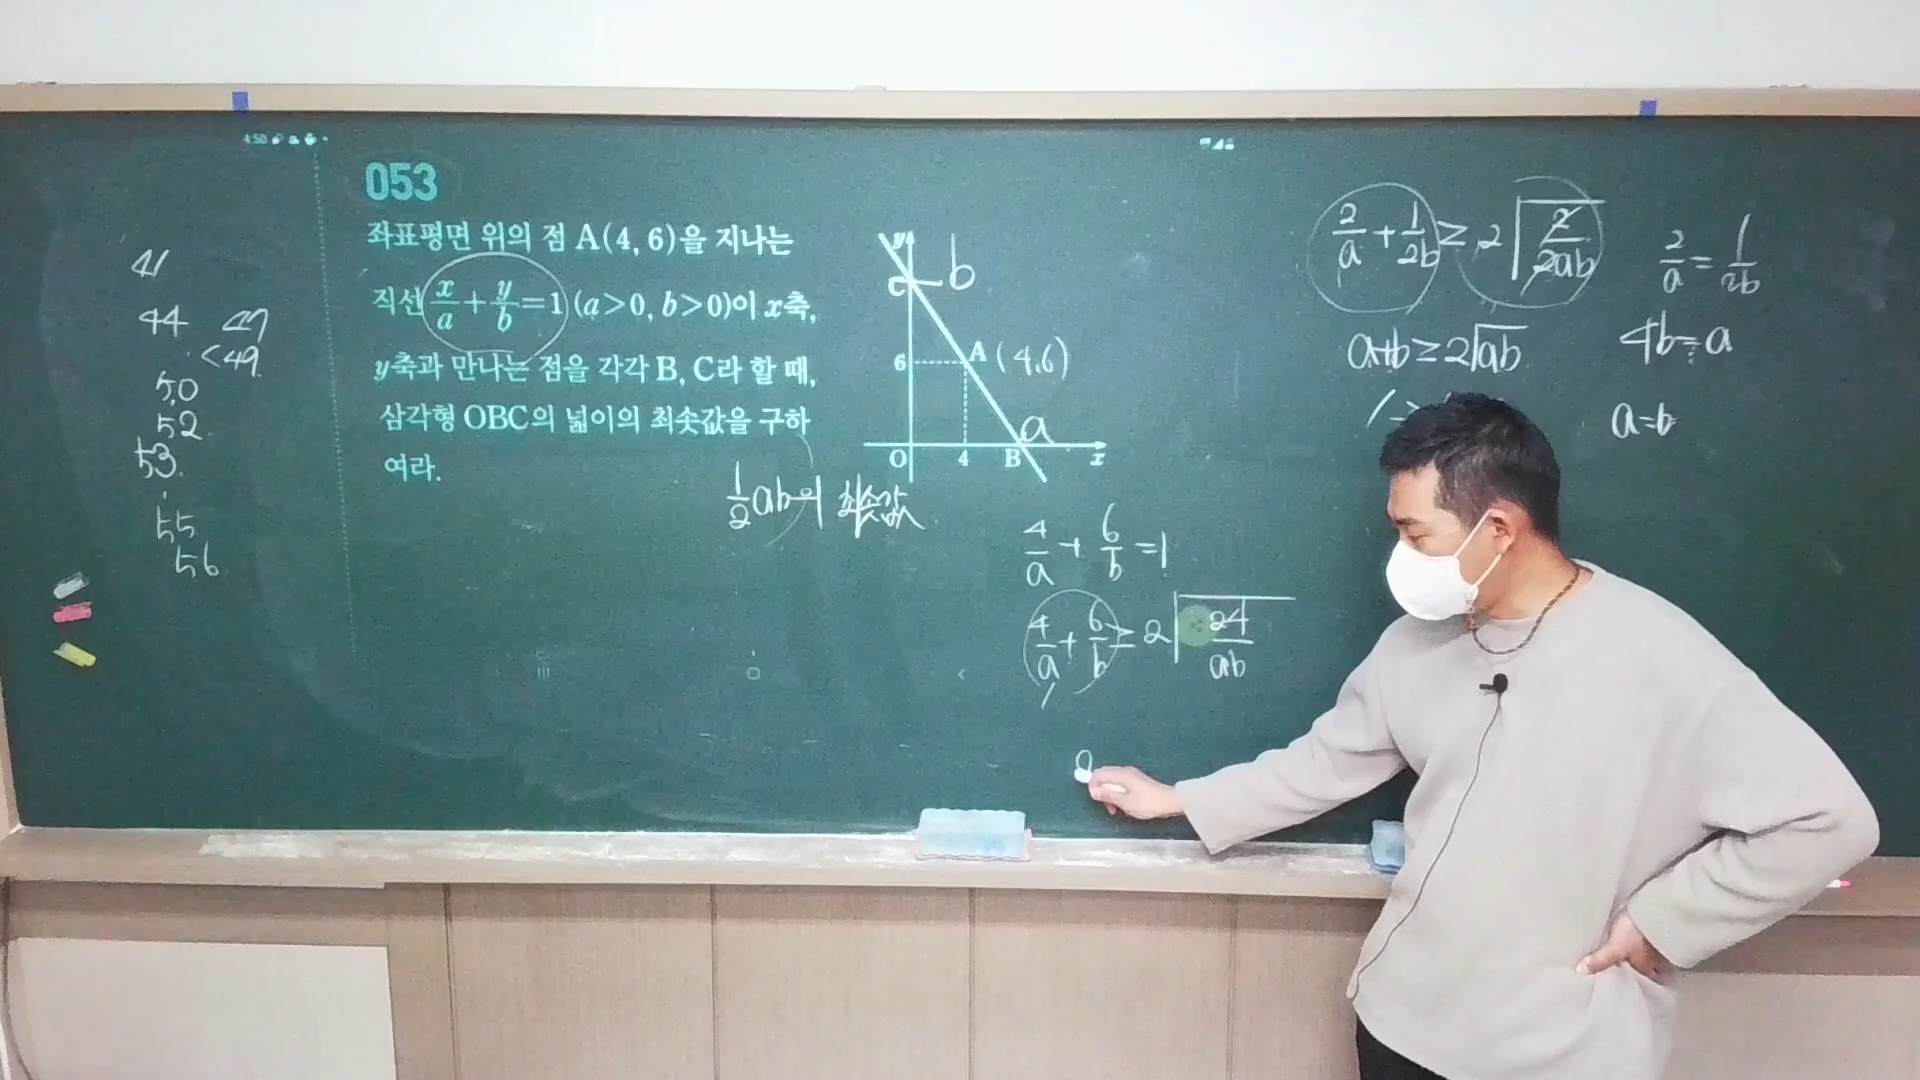 4:50
053
좌표평면 위의 점 A(4, 6)을 지나는
직선 x/a + y/b = 1 (a>0, b>0)이 x축,
y축과 만나는 점을 각각 B, C라 할 때,
삼각형 OBC의 넓이의 최솟값을 구하
여라.
41
44 47
<49
50
52
53
55
56
y
C b
6 A (4,6)
a
O 4 B x
1/2 ab의 최솟값
4/a + 6/b = 1
4/a + 6/b ≥ 2√(24/ab)
2/a + 1/2b ≥ 2√(2/2ab)
a+b ≥ 2√ab
2/a = 1/2b
4b = a
a=b